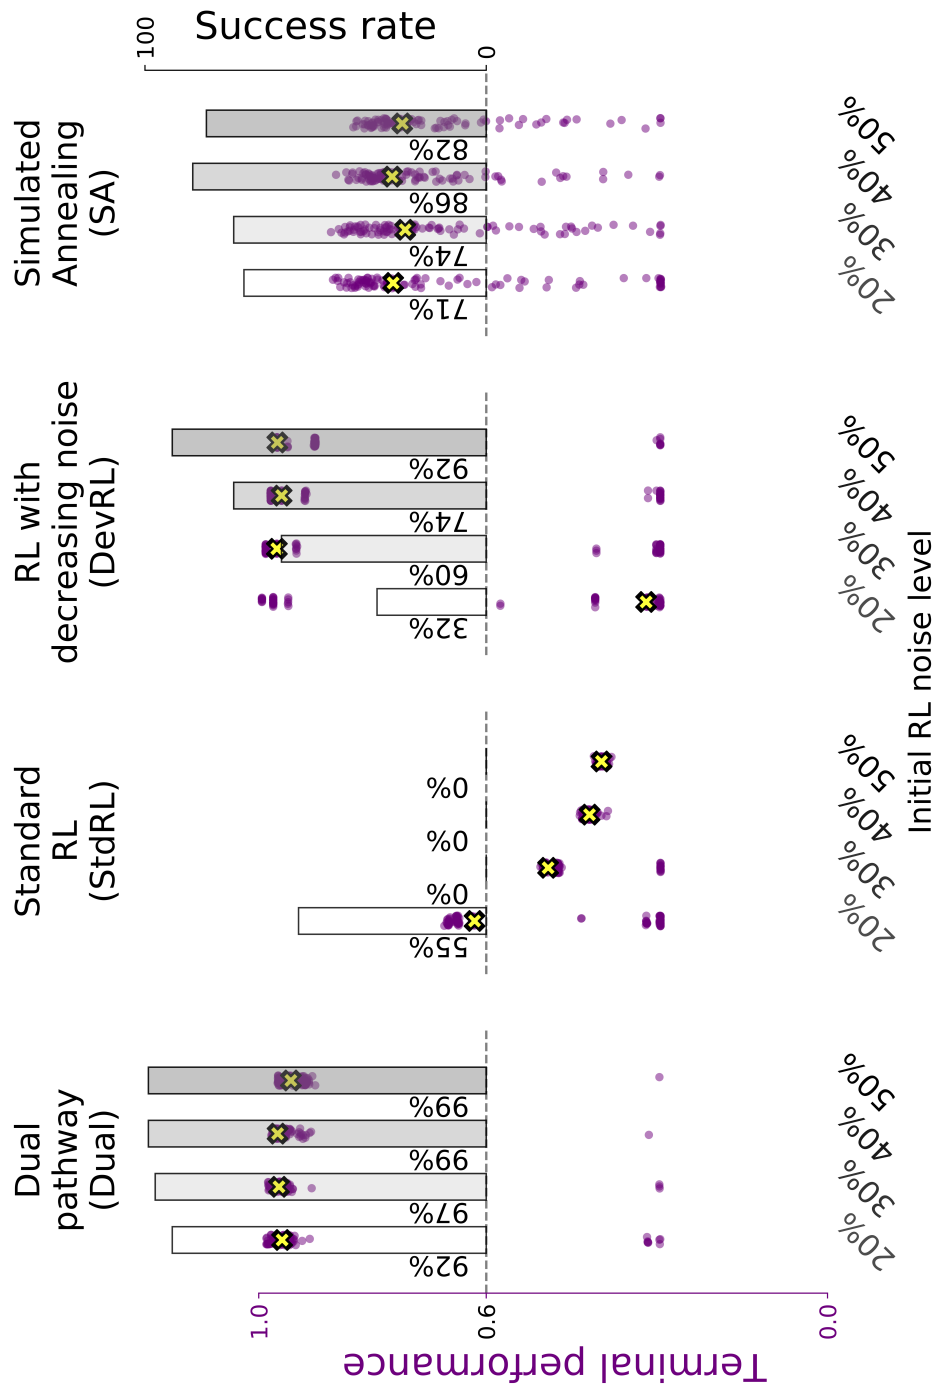 Dual
pathway
(Dual)
Standard
RL
(StdRL)
RL with
decreasing noise
(DevRL)
Simulated
Annealing
(SA)
Terminal performance
1.0
0.6
0.0
92%
97%
99%
99%
55%
0%
0%
0%
32%
60%
74%
92%
71%
74%
86%
82%
100
0
Success rate
20%
30%
40%
50%
20%
30%
40%
50%
20%
30%
40%
50%
20%
30%
40%
50%
Initial RL noise level